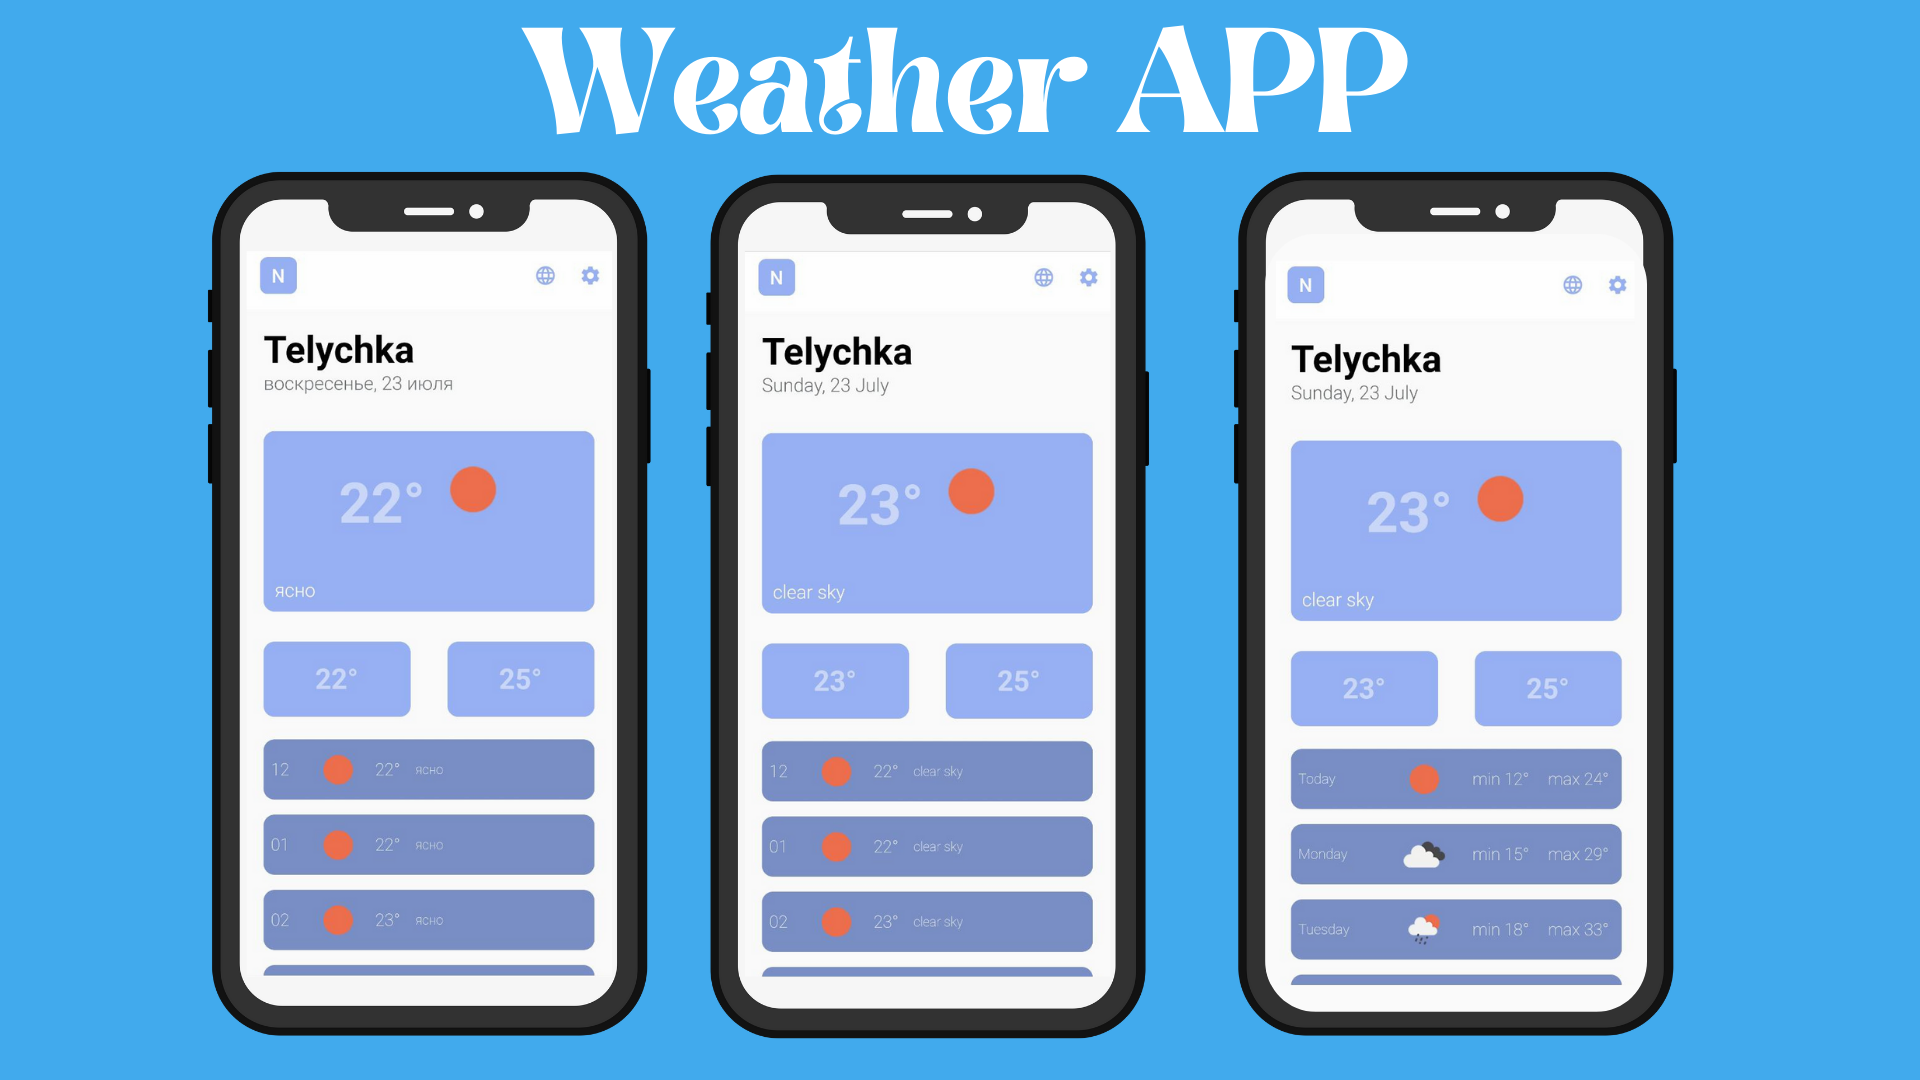 Weather APP
N
Telychka
воскресенье, 23 июля
22°
ясно
22° 25°
12 22° ясно
01 22° ясно
02 23° ясно
N
Telychka
Sunday, 23 July
23°
clear sky
23° 25°
12 22° clear sky
01 22° clear sky
02 23° clear sky
N
Telychka
Sunday, 23 July
23°
clear sky
23° 25°
Today min 12° max 24°
Monday min 15° max 29°
Tuesday min 18° max 33°